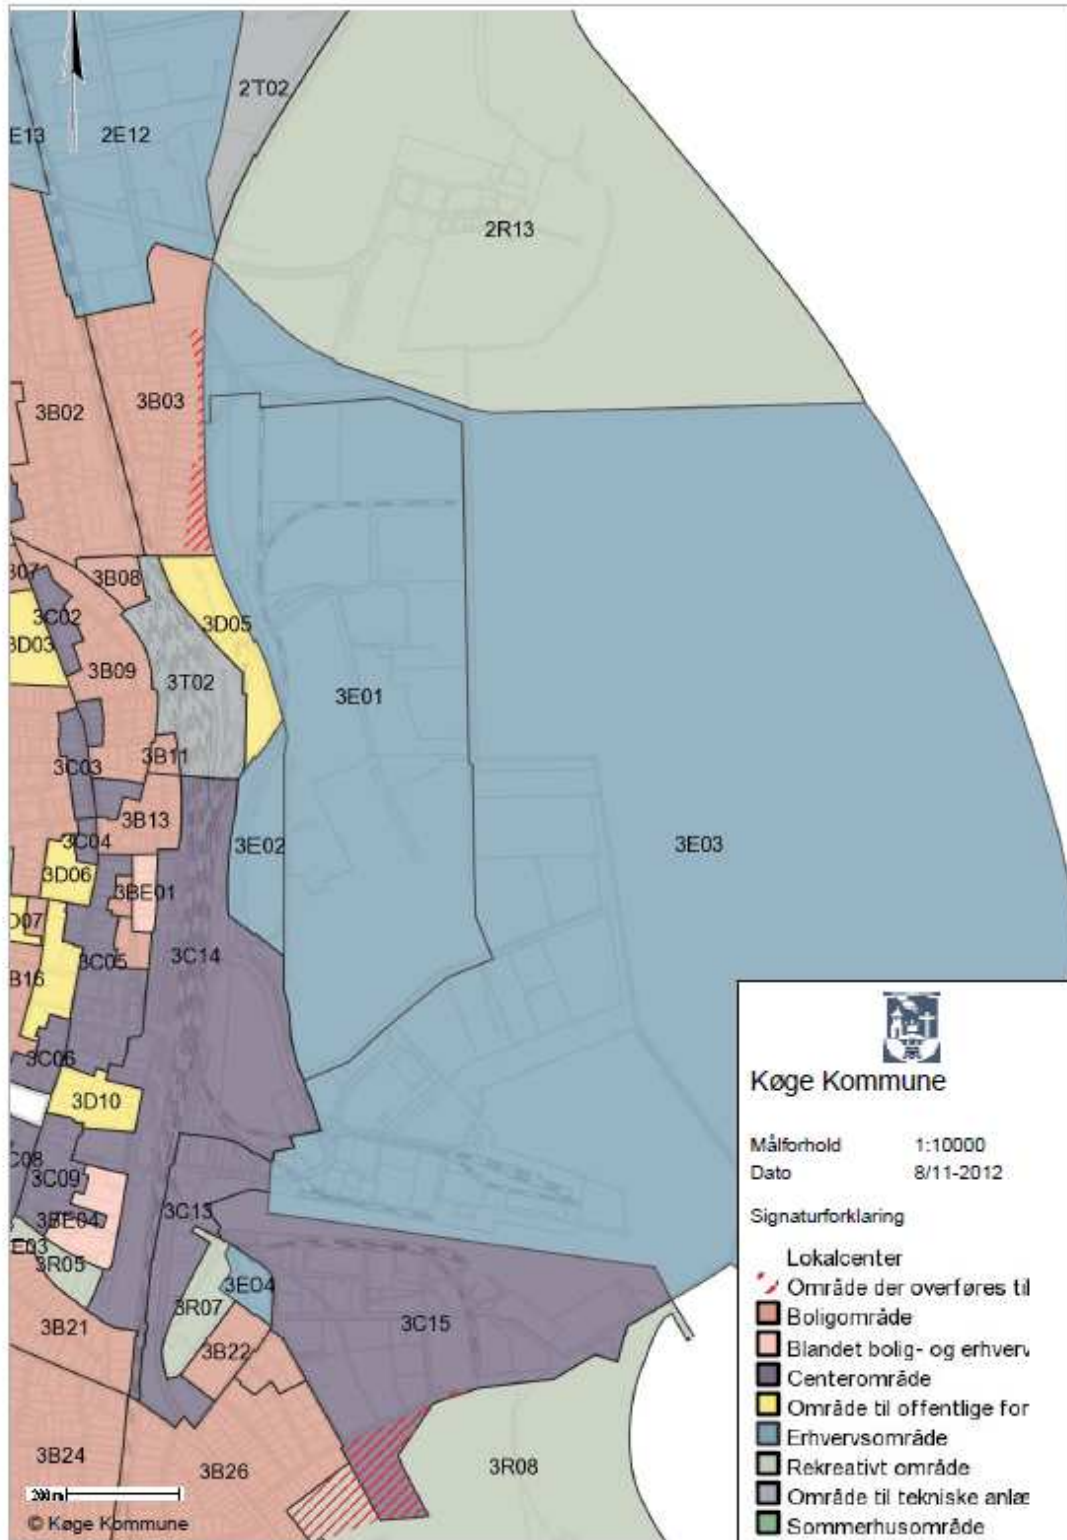 2T02
E13
2E12
2R13
3B02
3B03
B07
3B08
3C02
3D05
3D03
3B09
3T02
3E01
3B11
3C03
3B13
3C04
3E02
3E03
3D06
3BE01
D07
3C05
3C14
B16
3C06
3D10
C08
3C09
3C13
3BE04
E03
3R05
3E04
3R07
3C15
3B21
3B22
3B24
3B26
3R08
200 m
© Køge Kommune
Køge Kommune
Målforhold 1:10000
Dato 8/11-2012
Signaturforklaring
Lokalcenter
Område der overføres til
Boligområde
Blandet bolig- og erhverv
Centerområde
Område til offentlige for
Erhvervsområde
Rekreativt område
Område til tekniske anlæ
Sommerhusområde